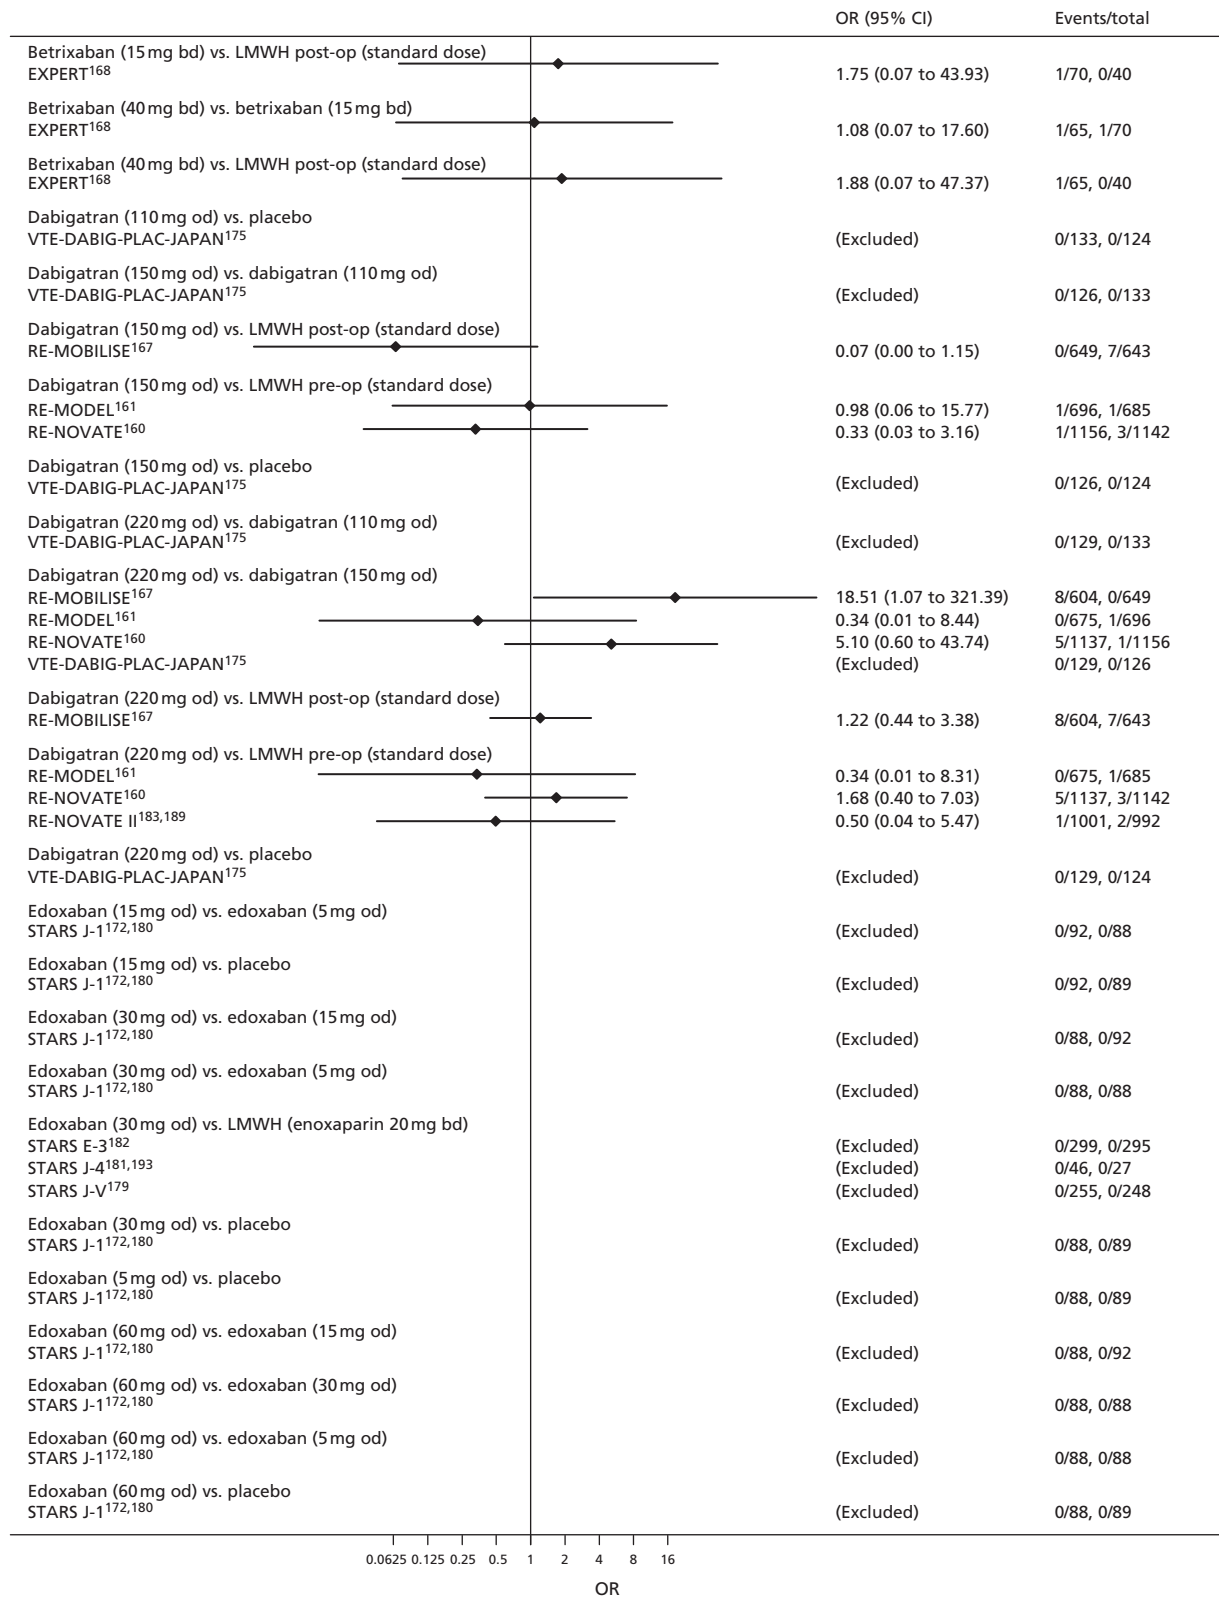 OR (95% CI) Events/total
Betrixaban (15 mg bd) vs. LMWH post-op (standard dose)
EXPERT168 1.75 (0.07 to 43.93) 1/70, 0/40
Betrixaban (40 mg bd) vs. betrixaban (15 mg bd)
EXPERT168 1.08 (0.07 to 17.60) 1/65, 1/70
Betrixaban (40 mg bd) vs. LMWH post-op (standard dose)
EXPERT168 1.88 (0.07 to 47.37) 1/65, 0/40
Dabigatran (110 mg od) vs. placebo
VTE-DABIG-PLAC-JAPAN175 (Excluded) 0/133, 0/124
Dabigatran (150 mg od) vs. dabigatran (110 mg od)
VTE-DABIG-PLAC-JAPAN175 (Excluded) 0/126, 0/133
Dabigatran (150 mg od) vs. LMWH post-op (standard dose)
RE-MOBILISE167 0.07 (0.00 to 1.15) 0/649, 7/643
Dabigatran (150 mg od) vs. LMWH pre-op (standard dose)
RE-MODEL161 0.98 (0.06 to 15.77) 1/696, 1/685
RE-NOVATE160 0.33 (0.03 to 3.16) 1/1156, 3/1142
Dabigatran (150 mg od) vs. placebo
VTE-DABIG-PLAC-JAPAN175 (Excluded) 0/126, 0/124
Dabigatran (220 mg od) vs. dabigatran (110 mg od)
VTE-DABIG-PLAC-JAPAN175 (Excluded) 0/129, 0/133
Dabigatran (220 mg od) vs. dabigatran (150 mg od)
RE-MOBILISE167 18.51 (1.07 to 321.39) 8/604, 0/649
RE-MODEL161 0.34 (0.01 to 8.44) 0/675, 1/696
RE-NOVATE160 5.10 (0.60 to 43.74) 5/1137, 1/1156
VTE-DABIG-PLAC-JAPAN175 (Excluded) 0/129, 0/126
Dabigatran (220 mg od) vs. LMWH post-op (standard dose)
RE-MOBILISE167 1.22 (0.44 to 3.38) 8/604, 7/643
Dabigatran (220 mg od) vs. LMWH pre-op (standard dose)
RE-MODEL161 0.34 (0.01 to 8.31) 0/675, 1/685
RE-NOVATE160 1.68 (0.40 to 7.03) 5/1137, 3/1142
RE-NOVATE II183,189 0.50 (0.04 to 5.47) 1/1001, 2/992
Dabigatran (220 mg od) vs. placebo
VTE-DABIG-PLAC-JAPAN175 (Excluded) 0/129, 0/124
Edoxaban (15 mg od) vs. edoxaban (5 mg od)
STARS J-1172,180 (Excluded) 0/92, 0/88
Edoxaban (15 mg od) vs. placebo
STARS J-1172,180 (Excluded) 0/92, 0/89
Edoxaban (30 mg od) vs. edoxaban (15 mg od)
STARS J-1172,180 (Excluded) 0/88, 0/92
Edoxaban (30 mg od) vs. edoxaban (5 mg od)
STARS J-1172,180 (Excluded) 0/88, 0/88
Edoxaban (30 mg od) vs. LMWH (enoxaparin 20 mg bd)
STARS E-3182 (Excluded) 0/299, 0/295
STARS J-4181,193 (Excluded) 0/46, 0/27
STARS J-V179 (Excluded) 0/255, 0/248
Edoxaban (30 mg od) vs. placebo
STARS J-1172,180 (Excluded) 0/88, 0/89
Edoxaban (5 mg od) vs. placebo
STARS J-1172,180 (Excluded) 0/88, 0/89
Edoxaban (60 mg od) vs. edoxaban (15 mg od)
STARS J-1172,180 (Excluded) 0/88, 0/92
Edoxaban (60 mg od) vs. edoxaban (30 mg od)
STARS J-1172,180 (Excluded) 0/88, 0/88
Edoxaban (60 mg od) vs. edoxaban (5 mg od)
STARS J-1172,180 (Excluded) 0/88, 0/88
Edoxaban (60 mg od) vs. placebo
STARS J-1172,180 (Excluded) 0/88, 0/89
0.0625 0.125 0.25 0.5 1 2 4 8 16
OR